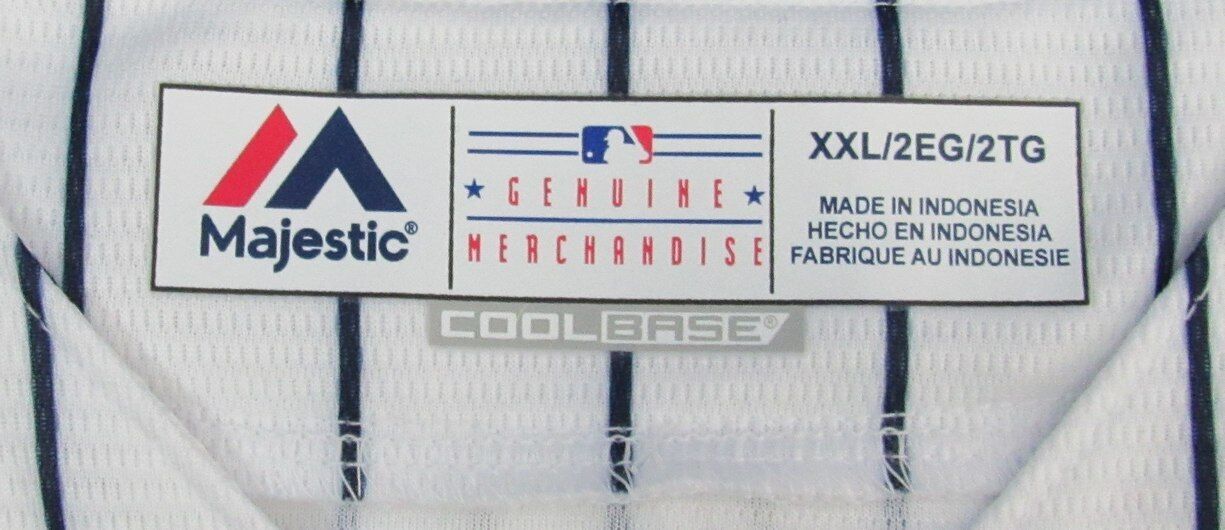 Majestic®
GENUINE
MERCHANDISE
XXL/2EG/2TG
MADE IN INDONESIA
HECHO EN INDONESIA
FABRIQUE AU INDONESIE
COOLBASE®